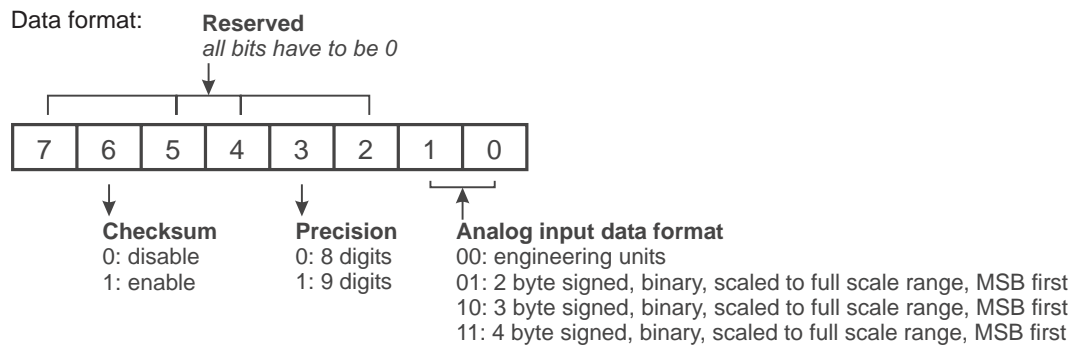 Data format:
Reserved
all bits have to be 0
7 6 5 4 3 2 1 0
Checksum
0: disable
1: enable
Precision
0: 8 digits
1: 9 digits
Analog input data format
00: engineering units
01: 2 byte signed, binary, scaled to full scale range, MSB first
10: 3 byte signed, binary, scaled to full scale range, MSB first
11: 4 byte signed, binary, scaled to full scale range, MSB first